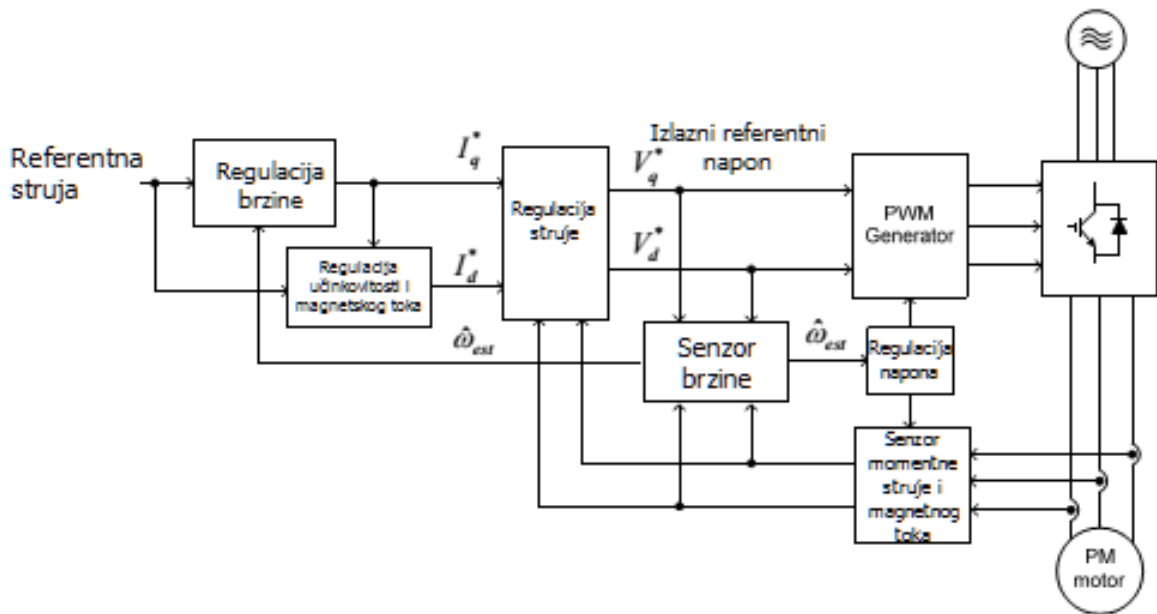 Referentna
struja
Regulacija
brzine
I*q
Regulacija
učinkovitosti i
magnetskog toka
I*d
Regulacija
struje
Izlazni referentni
napon
V*q
V*d
PWM
Generator
ω̂est
Senzor
brzine
ω̂est
Regulacija
napona
Senzor
momentne
struje i
magnetnog
toka
PM
motor